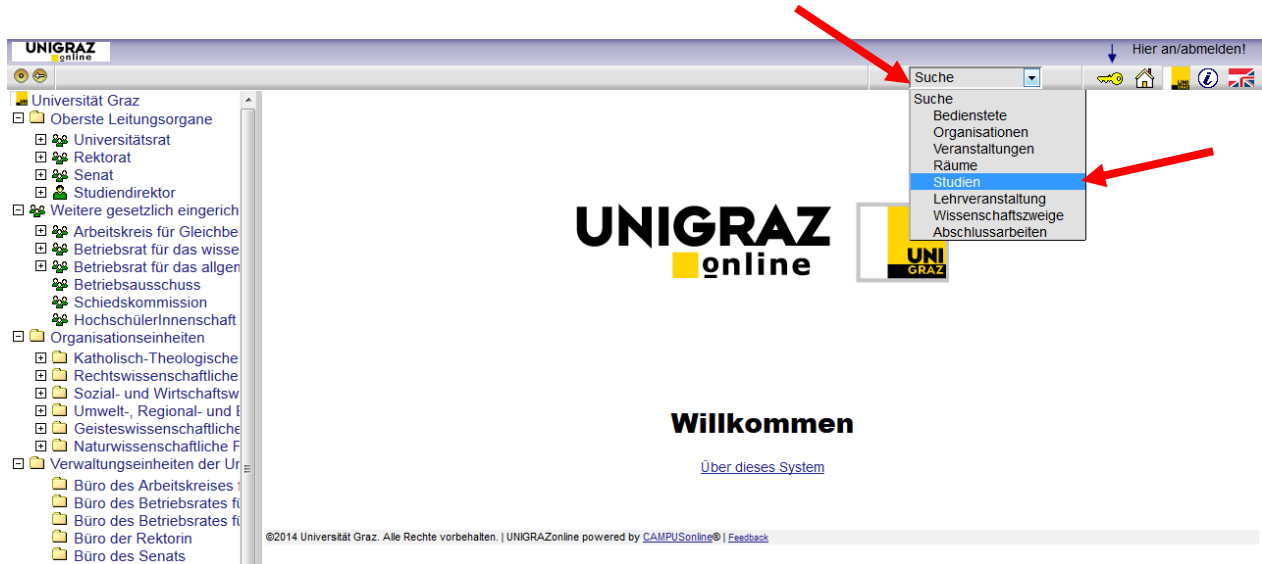 UNIGRAZ
online
Hier an/abmelden!
Suche
Universität Graz
Oberste Leitungsorgane
Universitätsrat
Rektorat
Senat
Studiendirektor
Weitere gesetzlich eingerich
Arbeitskreis für Gleichbe
Betriebsrat für das wisse
Betriebsrat für das allgem
Betriebsausschuss
Schiedskommission
HochschülerInnenschaft
Organisationseinheiten
Katholisch-Theologische
Rechtswissenschaftliche
Sozial- und Wirtschaftsw
Umwelt-, Regional- und
Geisteswissenschaftliche
Naturwissenschaftliche F
Verwaltungseinheiten der Un
Büro des Arbeitskreises
Büro des Betriebsrates fü
Büro des Betriebsrates fü
Büro der Rektorin
Büro des Senats
Suche
Bedienstete
Organisationen
Veranstaltungen
Räume
Studien
Lehrveranstaltung
Wissenschaftszweige
Abschlussarbeiten
UNIGRAZ
online
UNI
GRAZ
Willkommen
Über dieses System
©2014 Universität Graz. Alle Rechte vorbehalten. | UNIGRAZonline powered by CAMPUSonline® | Feedback